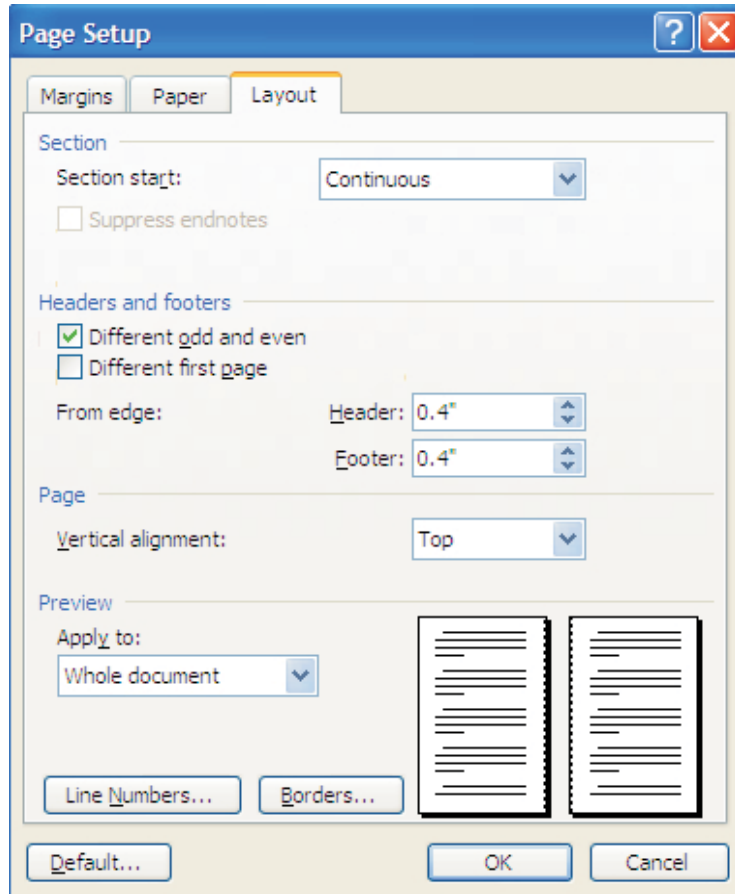 Page Setup
Margins Paper Layout
Section
Section start: Continuous
Suppress endnotes
Headers and footers
Different odd and even
Different first page
From edge: Header: 0.4"
Footer: 0.4"
Page
Vertical alignment: Top
Preview
Apply to:
Whole document
Line Numbers... Borders...
Default... OK Cancel